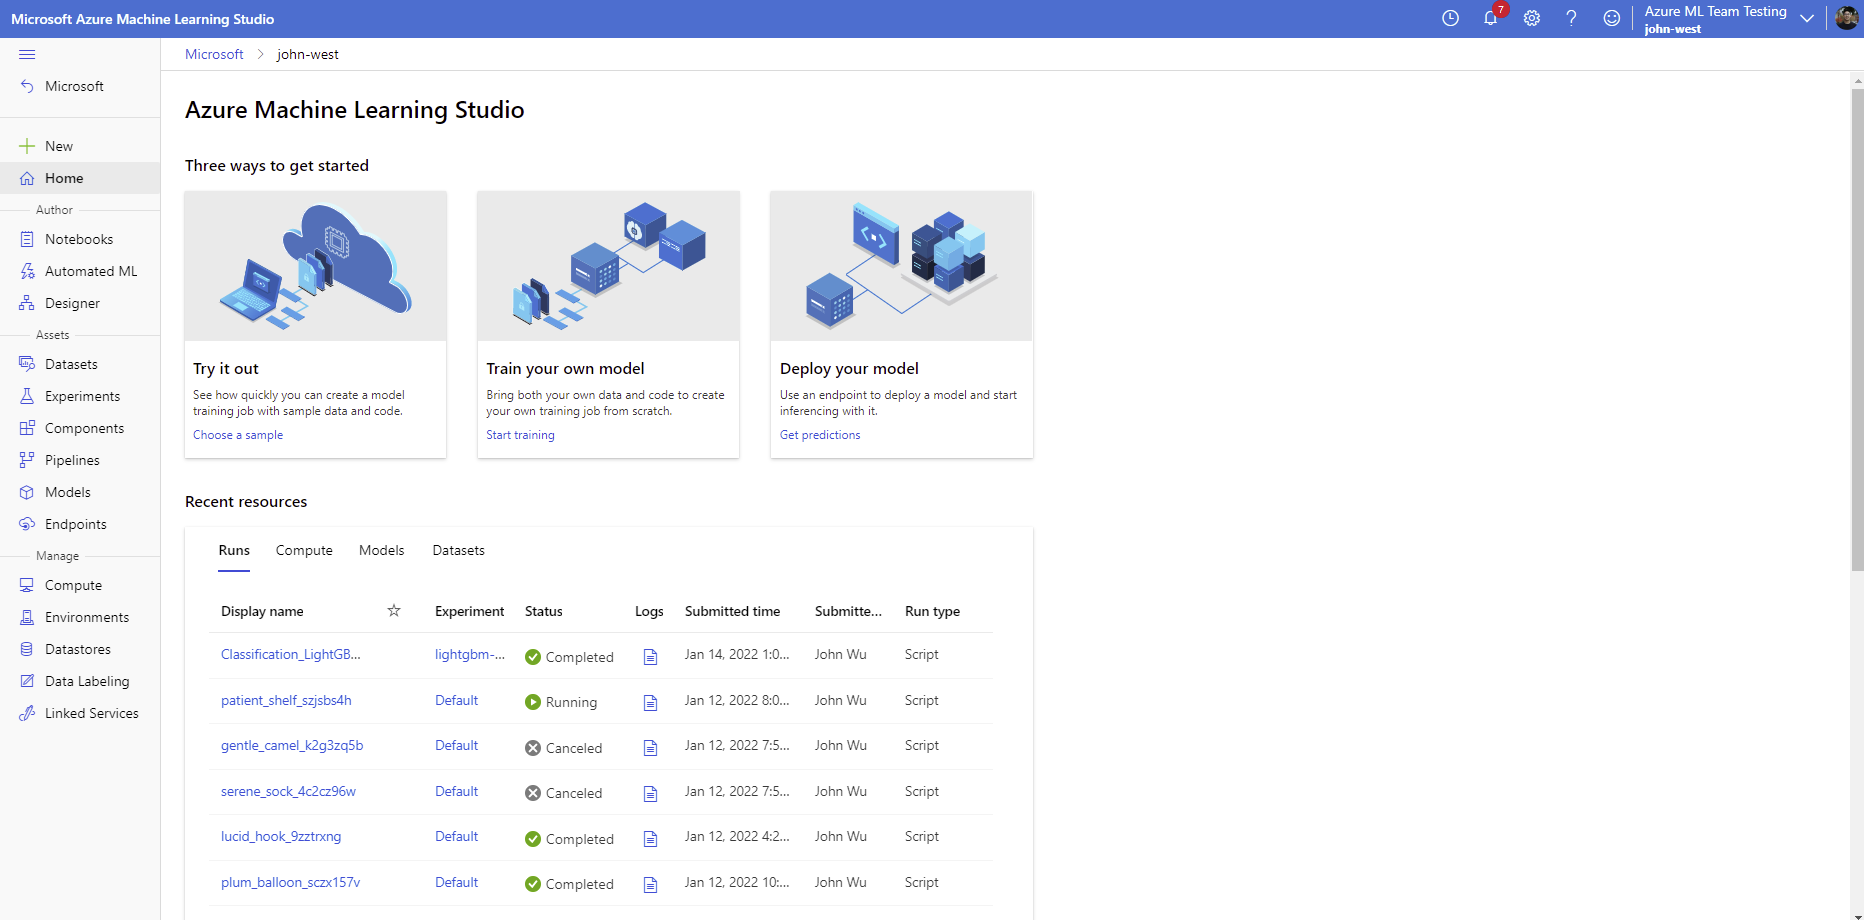 Microsoft Azure Machine Learning Studio
7
Azure ML Team Testing
john-west
Microsoft
New
Home
Author
Notebooks
Automated ML
Designer
Assets
Datasets
Experiments
Components
Pipelines
Models
Endpoints
Manage
Compute
Environments
Datastores
Data Labeling
Linked Services
Microsoft > john-west
Azure Machine Learning Studio
Three ways to get started
Try it out
See how quickly you can create a model
training job with sample data and code.
Choose a sample
Train your own model
Bring both your own data and code to create
your own training job from scratch.
Start training
Deploy your model
Use an endpoint to deploy a model and start
inferencing with it.
Get predictions
Recent resources
Runs Compute Models Datasets
Display name Experiment Status Logs Submitted time Submitte... Run type
Classification_LightGB... lightgbm-... Completed Jan 14, 2022 1:0... John Wu Script
patient_shelf_szjsbs4h Default Running Jan 12, 2022 8:0... John Wu Script
gentle_camel_k2g3zq5b Default Canceled Jan 12, 2022 7:5... John Wu Script
serene_sock_4c2cz96w Default Canceled Jan 12, 2022 7:5... John Wu Script
lucid_hook_9zztrxng Default Completed Jan 12, 2022 4:2... John Wu Script
plum_balloon_sczx157v Default Completed Jan 12, 2022 10:... John Wu Script